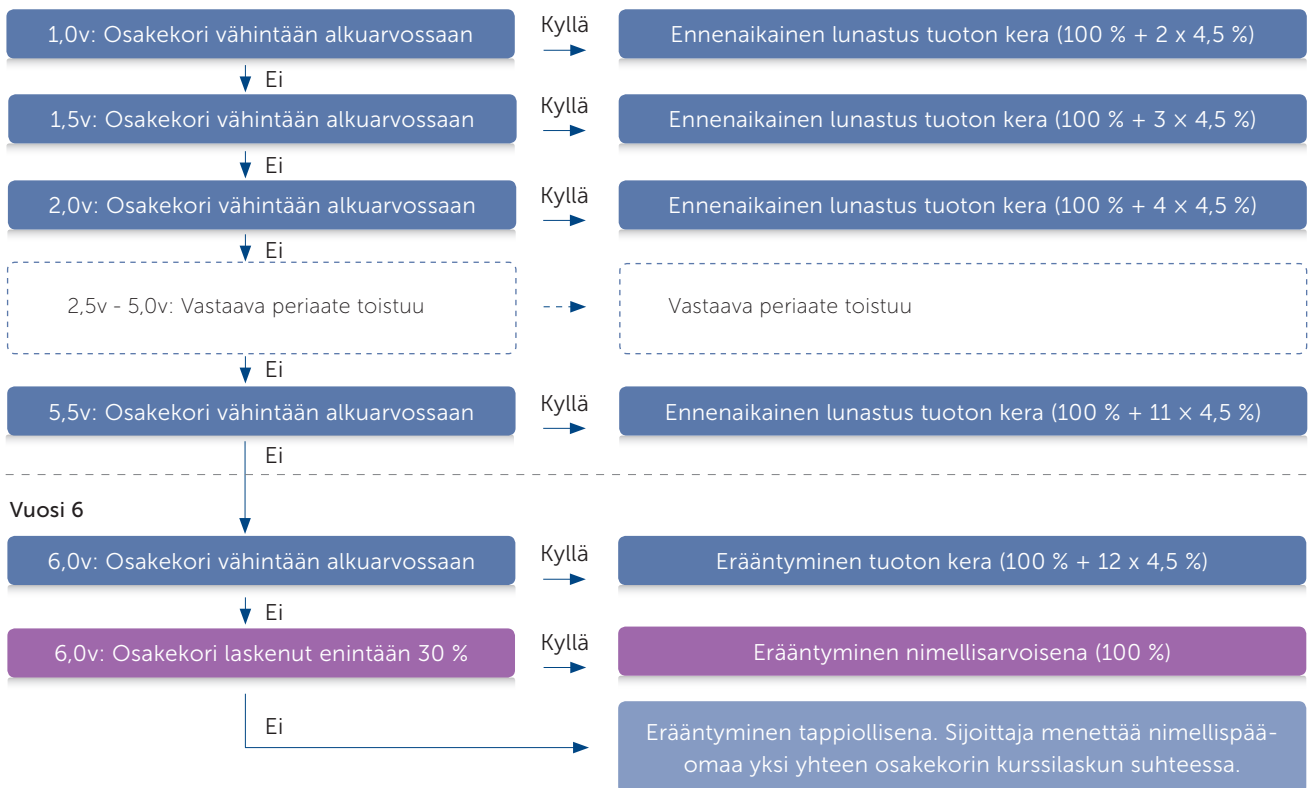 1,0v: Osakekori vähintään alkuarvossaan
Kyllä
Ennenaikainen lunastus tuoton kera (100 % + 2 x 4,5 %)
Ei
1,5v: Osakekori vähintään alkuarvossaan
Kyllä
Ennenaikainen lunastus tuoton kera (100 % + 3 × 4,5 %)
Ei
2,0v: Osakekori vähintään alkuarvossaan
Kyllä
Ennenaikainen lunastus tuoton kera (100 % + 4 × 4,5 %)
Ei
2,5v - 5,0v: Vastaava periaate toistuu
Vastaava periaate toistuu
Ei
5,5v: Osakekori vähintään alkuarvossaan
Kyllä
Ennenaikainen lunastus tuoton kera (100 % + 11 × 4,5 %)
Ei
Vuosi 6
6,0v: Osakekori vähintään alkuarvossaan
Kyllä
Erääntyminen tuoton kera (100 % + 12 x 4,5 %)
Ei
6,0v: Osakekori laskenut enintään 30 %
Kyllä
Erääntyminen nimellisarvoisena (100 %)
Ei
Erääntyminen tappiollisena. Sijoittaja menettää nimellispää-
omaa yksi yhteen osakekorin kurssilaskun suhteessa.